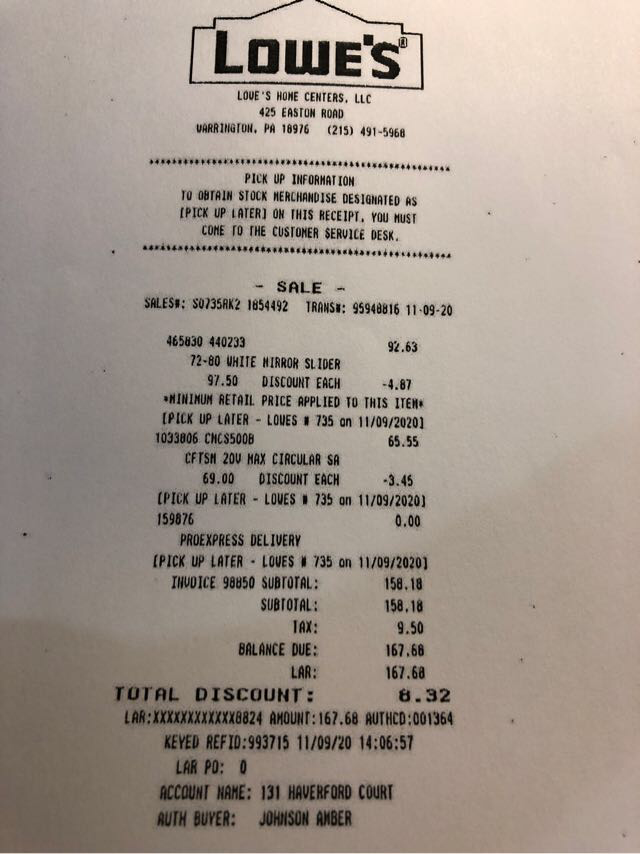 LOWE'S®
LOWE'S HOME CENTERS, LLC
425 EASTON ROAD
WARRINGTON, PA 18976 (215) 491-5968
****************************************************
PICK UP INFORMATION
TO OBTAIN STOCK MERCHANDISE DESIGNATED AS
[PICK UP LATER] ON THIS RECEIPT, YOU MUST
COME TO THE CUSTOMER SERVICE DESK.
****************************************************
- SALE -
SALES#: S0735RK2 1854492 TRANS#: 95948816 11-09-20
465830 440233 92.63
72-80 WHITE MIRROR SLIDER
97.50 DISCOUNT EACH -4.87
*MINIMUM RETAIL PRICE APPLIED TO THIS ITEM*
[PICK UP LATER - LOWES # 735 on 11/09/2020]
1033806 CMCS500B 65.55
CFTSM 20V MAX CIRCULAR SA
69.00 DISCOUNT EACH -3.45
[PICK UP LATER - LOWES # 735 on 11/09/2020]
159876 0.00
PROEXPRESS DELIVERY
[PICK UP LATER - LOWES # 735 on 11/09/2020]
INVOICE 98850 SUBTOTAL: 158.18
SUBTOTAL: 158.18
TAX: 9.50
BALANCE DUE: 167.68
LAR: 167.68
TOTAL DISCOUNT: 8.32
LAR:XXXXXXXXXXXX8824 AMOUNT:167.68 AUTHCD:001364
KEYED REFID:993715 11/09/20 14:06:57
LAR PO: 0
ACCOUNT NAME: 131 HAVERFORD COURT
AUTH BUYER: JOHNSON AMBER